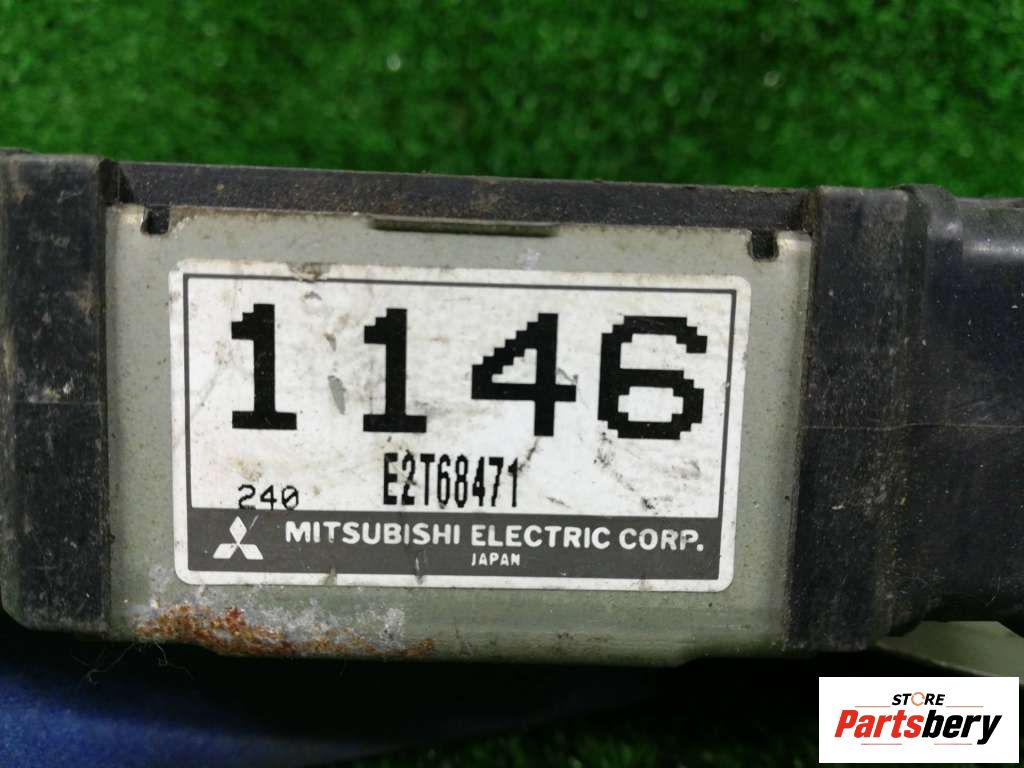 1146
E2T68471
240
MITSUBISHI ELECTRIC CORP.
JAPAN
STORE
Partsbery